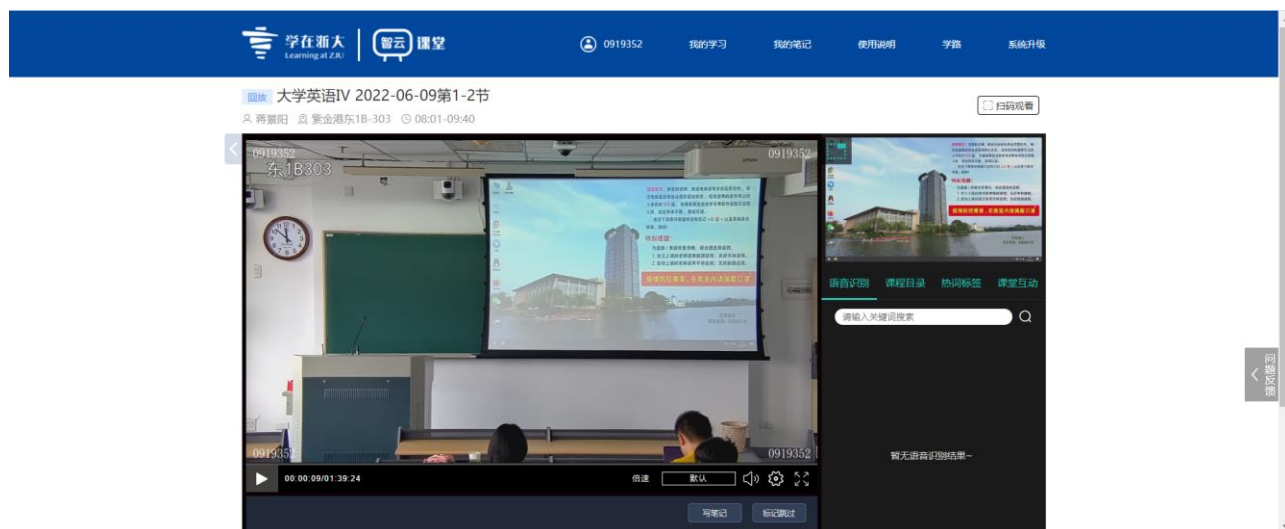 学在浙大
Learning at ZJU
智云 课堂
0919352
我的学习
我的笔记
使用说明
学路
系统升级
回放 大学英语IV 2022-06-09第1-2节
蒋景阳 紫金港东1B-303 08:01-09:40
扫码观看
0919352
东1B303
0919352
EPSON
特别提醒：
0919352
0919352
语音识别 课程目录 热词标签 课堂互动
请输入关键词搜索
暂无语音识别结果~
00:00:09/01:39:24
倍速
默认
写笔记
标记跳过
问题反馈